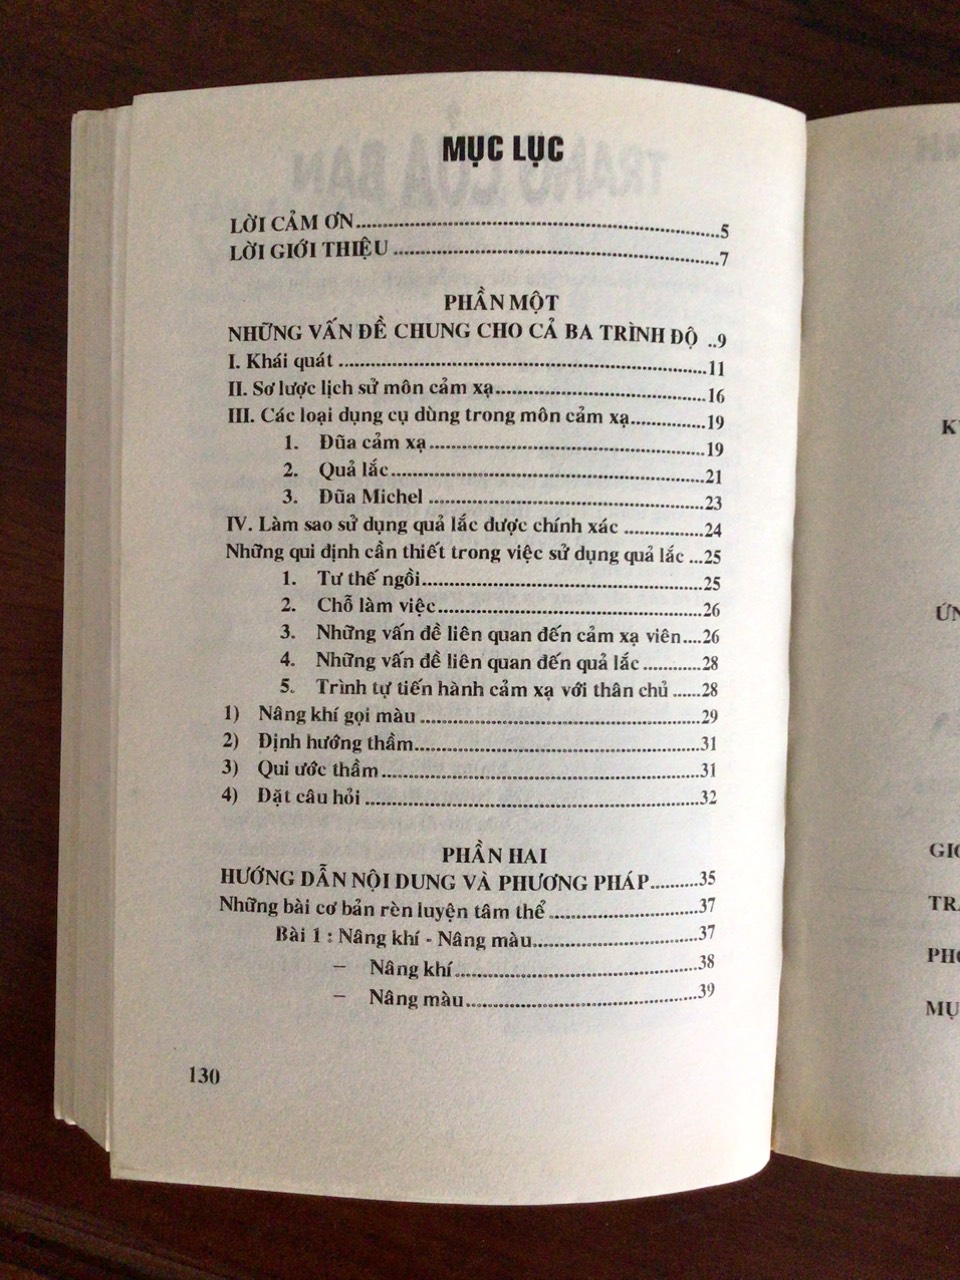 MỤC LỤC
LỜI CẢM ƠN....................5
LỜI GIỚI THIỆU....................7
PHẦN MỘT
NHỮNG VẤN ĐỀ CHUNG CHO CẢ BA TRÌNH ĐỘ ..9
I. Khái quát....................11
II. Sơ lược lịch sử môn cảm xạ....................16
III. Các loại dụng cụ dùng trong môn cảm xạ....................19
1. Đũa cảm xạ....................19
2. Quả lắc....................21
3. Đũa Michel....................23
IV. Làm sao sử dụng quả lắc được chính xác ..............24
Những qui định cần thiết trong việc sử dụng quả lắc ...25
1. Tư thế ngồi....................25
2. Chỗ làm việc....................26
3. Những vấn đề liên quan đến cảm xạ viên....26
4. Những vấn đề liên quan đến quả lắc ...........28
5. Trình tự tiến hành cảm xạ với thân chủ ......28
1) Nâng khí gọi màu....................29
2) Định hướng thầm....................31
3) Qui ước thầm....................31
4) Đặt câu hỏi....................32
PHẦN HAI
HƯỚNG DẪN NỘI DUNG VÀ PHƯƠNG PHÁP..........35
Những bài cơ bản rèn luyện tâm thể....................37
Bài 1 : Nâng khí - Nâng màu....................37
– Nâng khí....................38
– Nâng màu....................39
130
GIO
TRA
PHO
MỤ